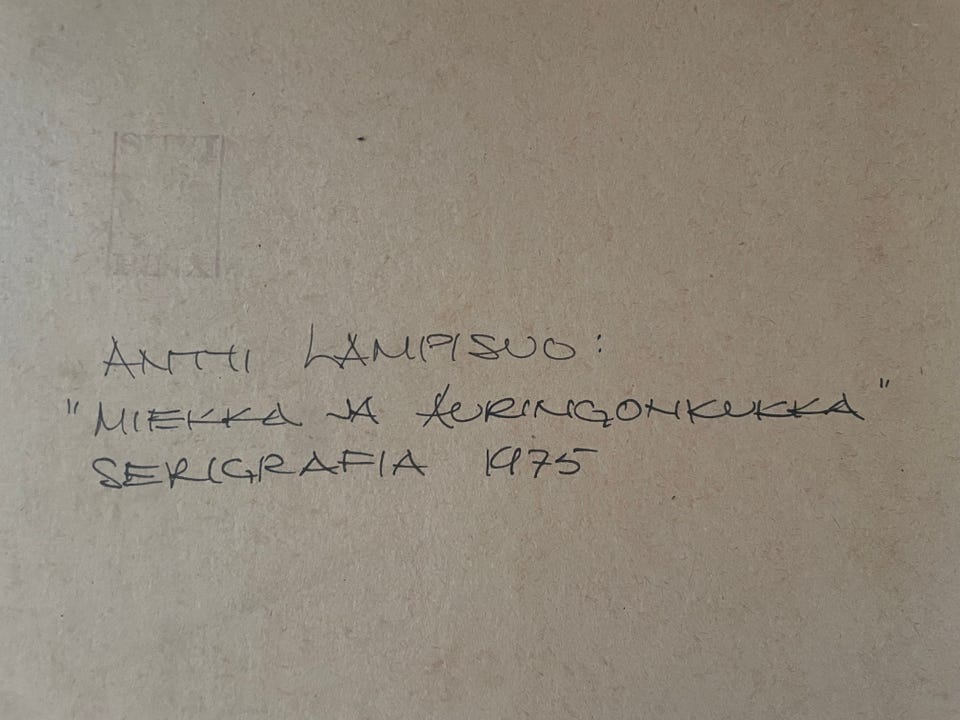 ANTTI LAMPISUO:
"MIEKKA JA AURINGONKUKKA"
SERIGRAFIA 1975